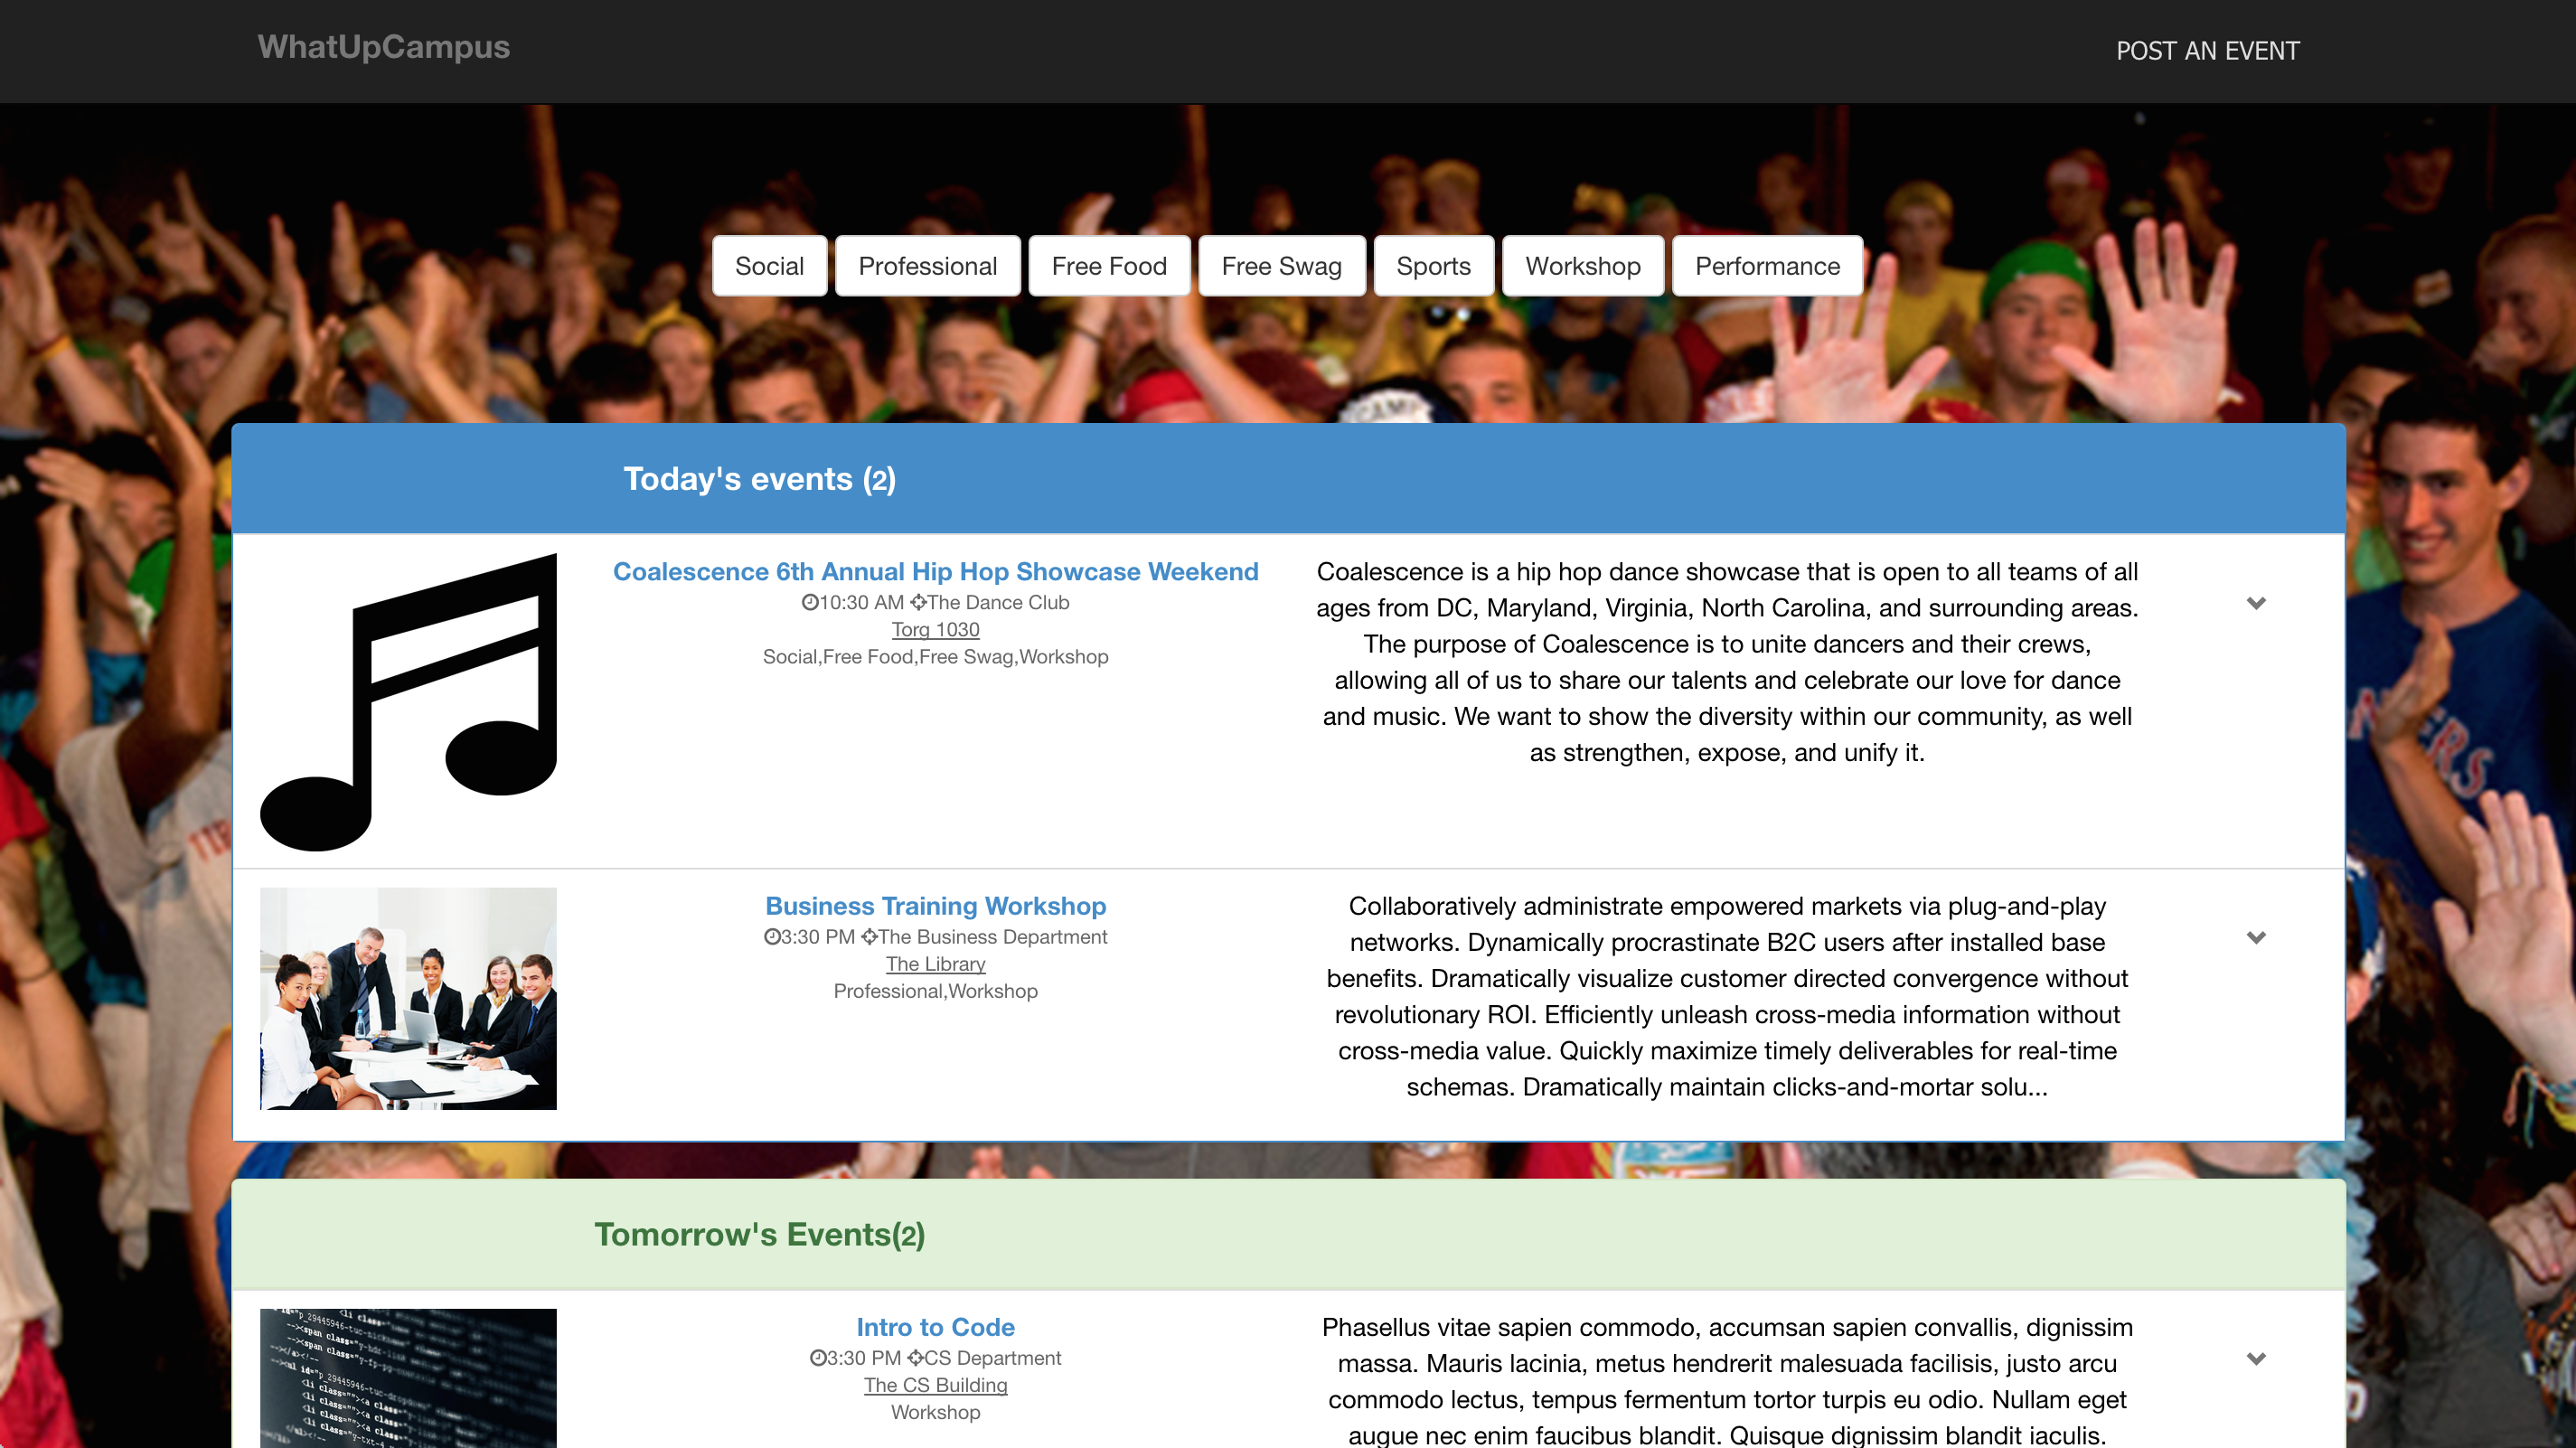 WhatUpCampus
POST AN EVENT
Social
Professional
Free Food
Free Swag
Sports
Workshop
Performance
Today's events (2)
Coalescence 6th Annual Hip Hop Showcase Weekend
10:30 AM The Dance Club
Torg 1030
Social,Free Food,Free Swag,Workshop
Coalescence is a hip hop dance showcase that is open to all teams of all
ages from DC, Maryland, Virginia, North Carolina, and surrounding areas.
The purpose of Coalescence is to unite dancers and their crews,
allowing all of us to share our talents and celebrate our love for dance
and music. We want to show the diversity within our community, as well
as strengthen, expose, and unify it.
Business Training Workshop
3:30 PM The Business Department
The Library
Professional,Workshop
Collaboratively administrate empowered markets via plug-and-play
networks. Dynamically procrastinate B2C users after installed base
benefits. Dramatically visualize customer directed convergence without
revolutionary ROI. Efficiently unleash cross-media information without
cross-media value. Quickly maximize timely deliverables for real-time
schemas. Dramatically maintain clicks-and-mortar solu...
Tomorrow's Events(2)
Intro to Code
3:30 PM CS Department
The CS Building
Workshop
Phasellus vitae sapien commodo, accumsan sapien convallis, dignissim
massa. Mauris lacinia, metus hendrerit malesuada facilisis, justo arcu
commodo lectus, tempus fermentum tortor turpis eu odio. Nullam eget
augue nec enim faucibus blandit. Quisque dignissim blandit iaculis.